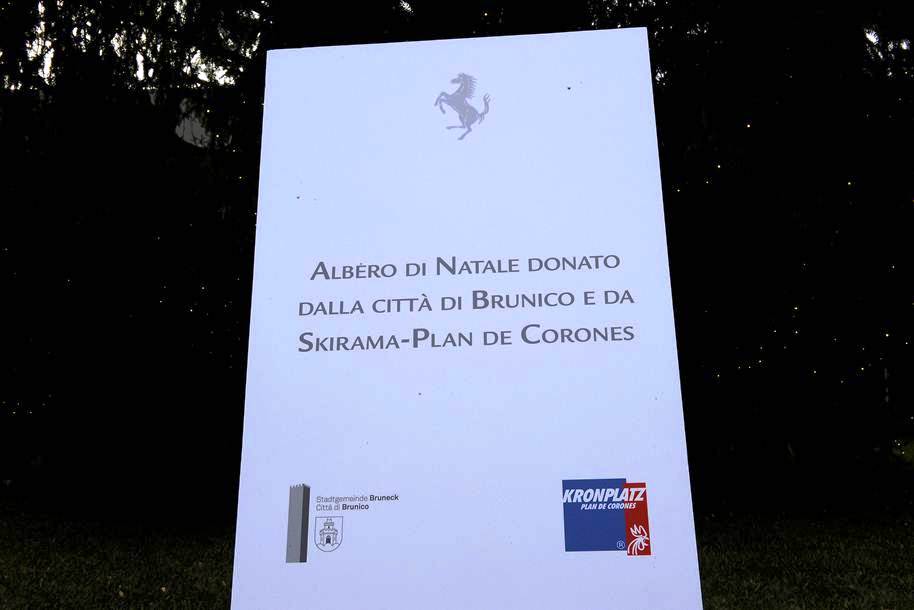 Albero di Natale donato
dalla città di Brunico e da
Skirama-Plan de Corones
Stadtgemeinde Bruneck
Città di Brunico
KRONPLATZ
PLAN DE CORONES
®